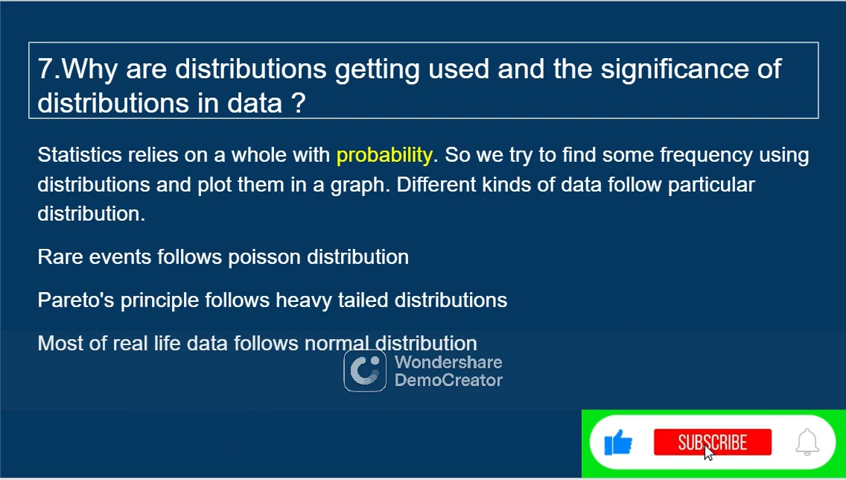 7.Why are distributions getting used and the significance of
distributions in data ?
Statistics relies on a whole with probability. So we try to find some frequency using
distributions and plot them in a graph. Different kinds of data follow particular
distribution.
Rare events follows poisson distribution
Pareto's principle follows heavy tailed distributions
Most of real life data follows normal distribution
Wondershare
DemoCreator
SUBSCRIBE